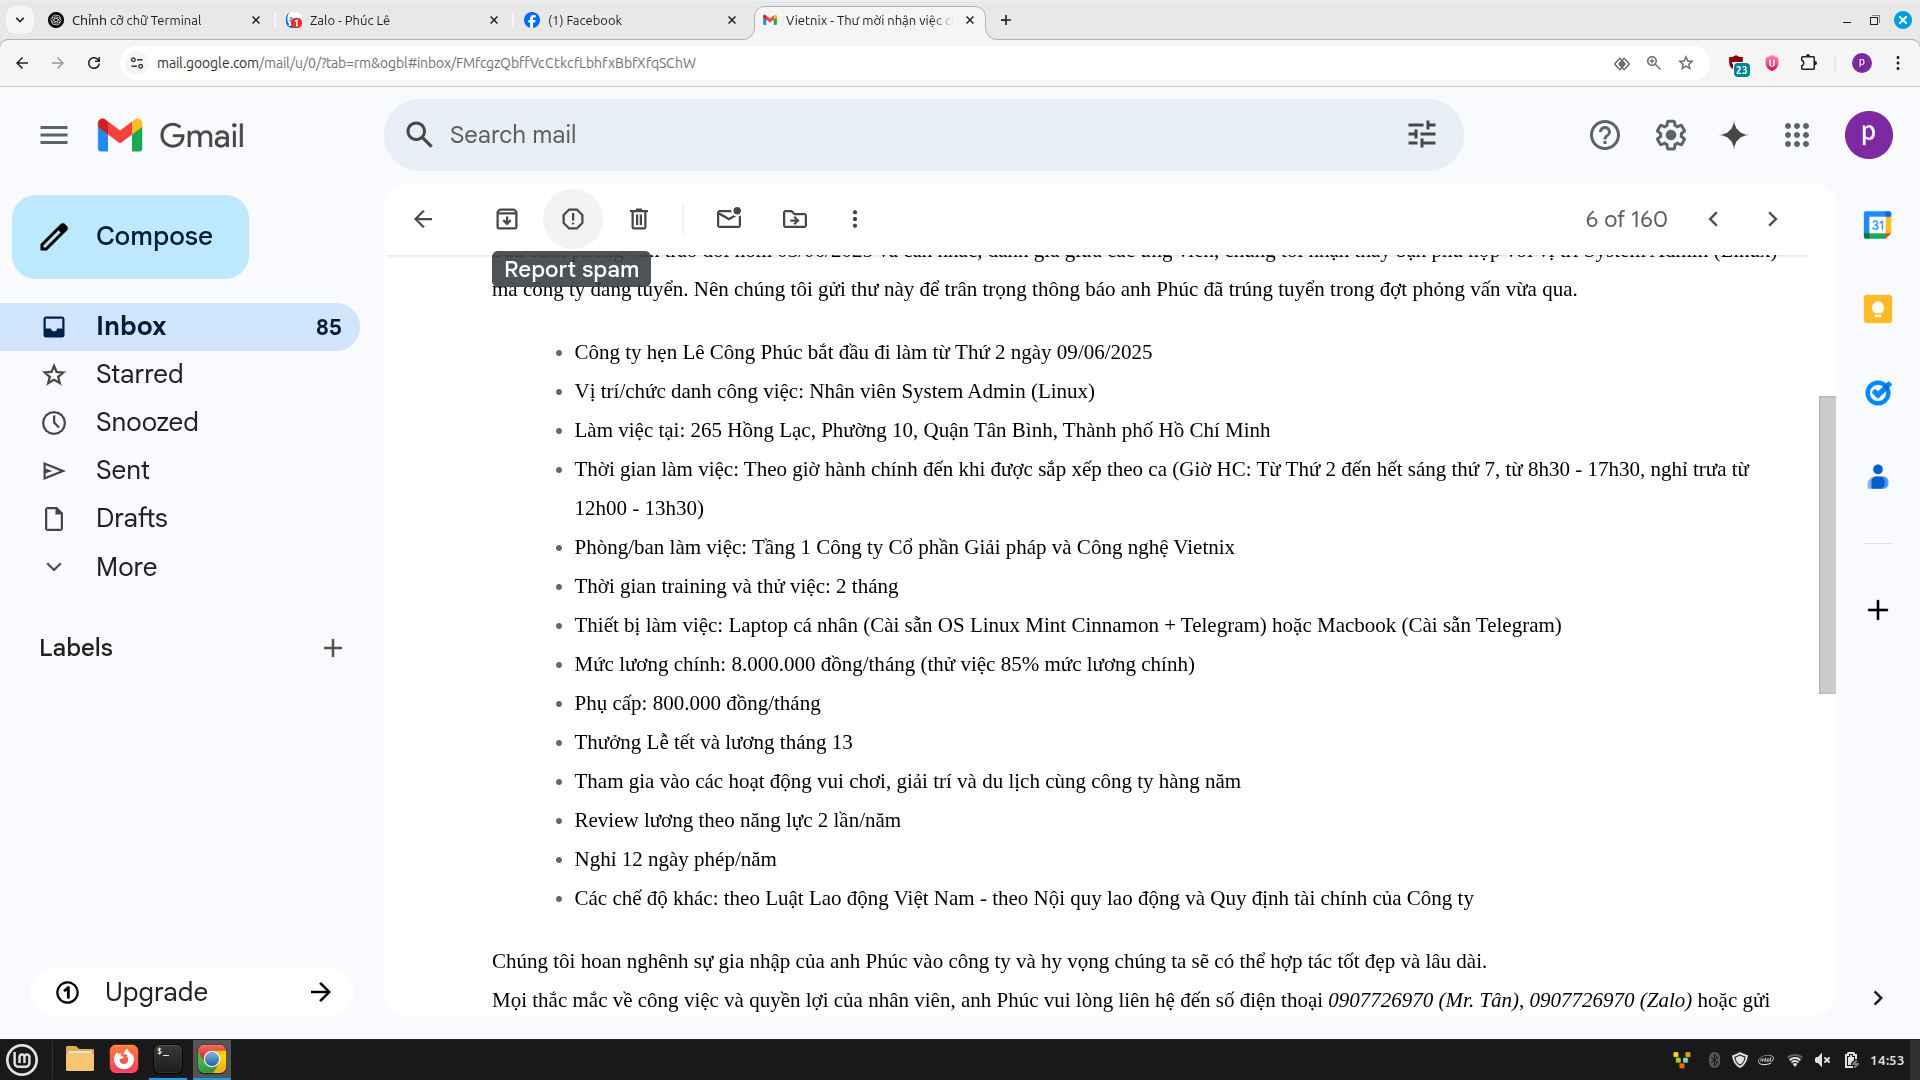 Chỉnh cỡ chữ Terminal
Zalo - Phúc Lê
(1) Facebook
Vietnix - Thư mời nhận việc
mail.google.com/mail/u/0/?tab=rm&ogbl#inbox/FMfcgzQbffVcCtkcfLbhfxBbfXfqSChW
23
p
Gmail
Search mail
p
Compose
6 of 160
Report spam
Inbox 85
Starred
Snoozed
Sent
Drafts
More
Labels
Upgrade
mà công ty đang tuyển. Nên chúng tôi gửi thư này để trân trọng thông báo anh Phúc đã trúng tuyển trong đợt phỏng vấn vừa qua.
Công ty hẹn Lê Công Phúc bắt đầu đi làm từ Thứ 2 ngày 09/06/2025
Vị trí/chức danh công việc: Nhân viên System Admin (Linux)
Làm việc tại: 265 Hồng Lạc, Phường 10, Quận Tân Bình, Thành phố Hồ Chí Minh
Thời gian làm việc: Theo giờ hành chính đến khi được sắp xếp theo ca (Giờ HC: Từ Thứ 2 đến hết sáng thứ 7, từ 8h30 - 17h30, nghỉ trưa từ
12h00 - 13h30)
Phòng/ban làm việc: Tầng 1 Công ty Cổ phần Giải pháp và Công nghệ Vietnix
Thời gian training và thử việc: 2 tháng
Thiết bị làm việc: Laptop cá nhân (Cài sẵn OS Linux Mint Cinnamon + Telegram) hoặc Macbook (Cài sẵn Telegram)
Mức lương chính: 8.000.000 đồng/tháng (thử việc 85% mức lương chính)
Phụ cấp: 800.000 đồng/tháng
Thưởng Lễ tết và lương tháng 13
Tham gia vào các hoạt động vui chơi, giải trí và du lịch cùng công ty hàng năm
Review lương theo năng lực 2 lần/năm
Nghỉ 12 ngày phép/năm
Các chế độ khác: theo Luật Lao động Việt Nam - theo Nội quy lao động và Quy định tài chính của Công ty
Chúng tôi hoan nghênh sự gia nhập của anh Phúc vào công ty và hy vọng chúng ta sẽ có thể hợp tác tốt đẹp và lâu dài.
Mọi thắc mắc về công việc và quyền lợi của nhân viên, anh Phúc vui lòng liên hệ đến số điện thoại 0907726970 (Mr. Tân), 0907726970 (Zalo) hoặc gửi
31
14:53